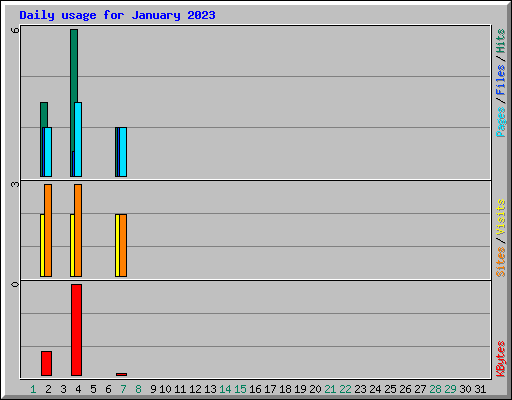 Daily usage for January 2023
6
3
0
Pages / Files / Hits
Sites / Visits
KBytes
1 2 3 4 5 6 7 8 9 10 11 12 13 14 15 16 17 18 19 20 21 22 23 24 25 26 27 28 29 30 31